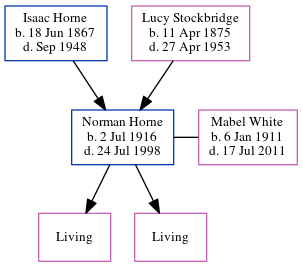 Isaac Horne
b. 18 Jun 1867
d. Sep 1948
Lucy Stockbridge
b. 11 Apr 1875
d. 27 Apr 1953
Norman Horne
b. 2 Jul 1916
d. 24 Jul 1998
Mabel White
b. 6 Jan 1911
d. 17 Jul 2011
Living
Living